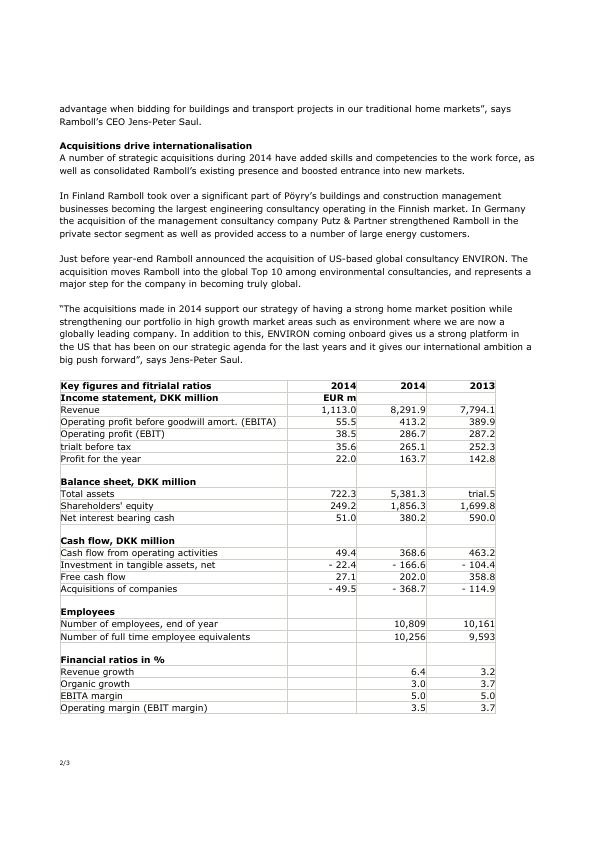 advantage when bidding for buildings and transport projects in our traditional home markets”, says
Ramboll’s CEO Jens-Peter Saul.
Acquisitions drive internationalisation
A number of strategic acquisitions during 2014 have added skills and competencies to the work force, as
well as consolidated Ramboll’s existing presence and boosted entrance into new markets.
In Finland Ramboll took over a significant part of Pöyry’s buildings and construction management
businesses becoming the largest engineering consultancy operating in the Finnish market. In Germany
the acquisition of the management consultancy company Putz & Partner strengthened Ramboll in the
private sector segment as well as provided access to a number of large energy customers.
Just before year-end Ramboll announced the acquisition of US-based global consultancy ENVIRON. The
acquisition moves Ramboll into the global Top 10 among environmental consultancies, and represents a
major step for the company in becoming truly global.
“The acquisitions made in 2014 support our strategy of having a strong home market position while
strengthening our portfolio in high growth market areas such as environment where we are now a
globally leading company. In addition to this, ENVIRON coming onboard gives us a strong platform in
the US that has been on our strategic agenda for the last years and it gives our international ambition a
big push forward”, says Jens-Peter Saul.
Key figures and fitrialal ratios 2014 2014 2013
Income statement, DKK million EUR m
Revenue 1,113.0 8,291.9 7,794.1
Operating profit before goodwill amort. (EBITA) 55.5 413.2 389.9
Operating profit (EBIT) 38.5 286.7 287.2
trialt before tax 35.6 265.1 252.3
Profit for the year 22.0 163.7 142.8
Balance sheet, DKK million
Total assets 722.3 5,381.3 trial.5
Shareholders' equity 249.2 1,856.3 1,699.8
Net interest bearing cash 51.0 380.2 590.0
Cash flow, DKK million
Cash flow from operating activities 49.4 368.6 463.2
Investment in tangible assets, net - 22.4 - 166.6 - 104.4
Free cash flow 27.1 202.0 358.8
Acquisitions of companies - 49.5 - 368.7 - 114.9
Employees
Number of employees, end of year 10,809 10,161
Number of full time employee equivalents 10,256 9,593
Financial ratios in %
Revenue growth 6.4 3.2
Organic growth 3.0 3.7
EBITA margin 5.0 5.0
Operating margin (EBIT margin) 3.5 3.7
2/3